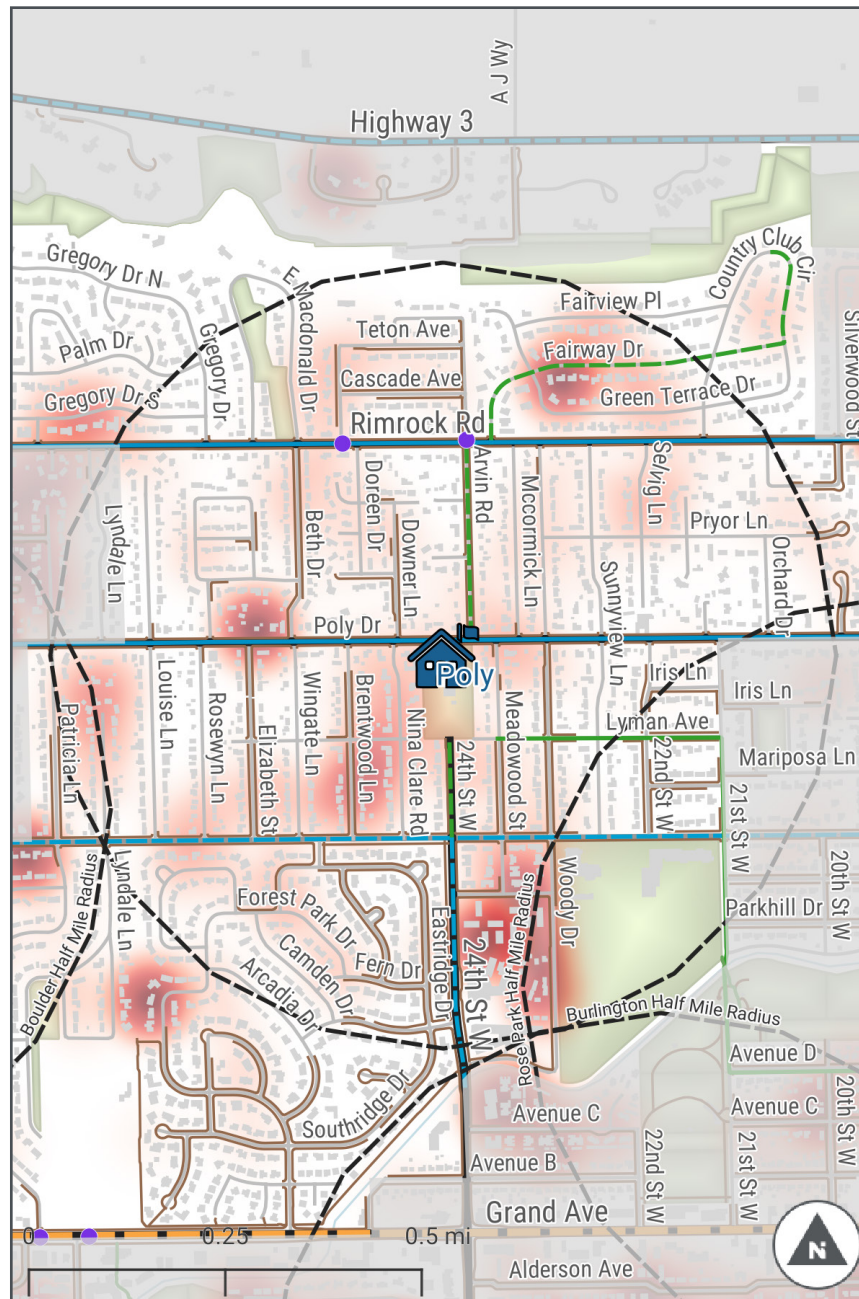 A J Wy
Highway 3
Gregory Dr N
E Macdonald Dr
Country Club Cir
Fairview Pl
Teton Ave
Palm Dr
Gregory Dr
Fairway Dr
Silverwood St
Cascade Ave
Gregory Dr S
Green Terrace Dr
Rimrock Rd
Lyndale Ln
Beth Dr
Doreen Dr
Downer Ln
Arvin Rd
Mccormick Ln
Selvig Ln
Pryor Ln
Orchard Dr
Sunnyview Ln
Poly Dr
Poly
Patricia Ln
Louise Ln
Rosewyn Ln
Elizabeth St
Wingate Ln
Brentwood Ln
Nina Clare Rd
24th St W
Meadowood St
Iris Ln
Iris Ln
Lyman Ave
22nd St W
Mariposa Ln
21st St W
Boulder Half Mile Radius
Lyndale Ln
Forest Park Dr
Camden Dr
Fern Dr
Arcadia Dr
Eastridge Dr
24th St W
Rose Park Half Mile Radius
Woody Dr
Parkhill Dr
20th St W
Burlington Half Mile Radius
Avenue D
Southridge Dr
Avenue C
Avenue C
20th St W
Avenue B
22nd St W
21st St W
Grand Ave
0
0.25
0.5 mi
N
Alderson Ave